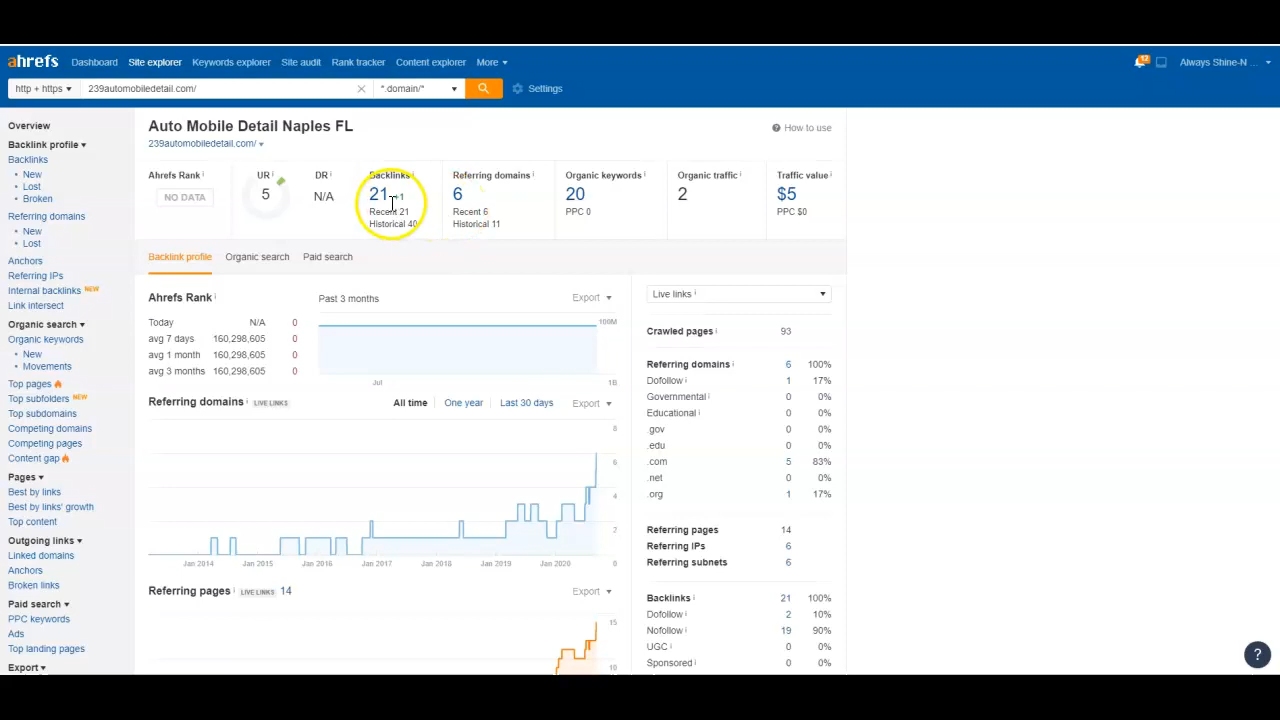 ahrefs Dashboard Site explorer Keywords explorer Site audit Rank tracker Content explorer More 12 Always Shine-N ...
http + https 239automobiledetail.com/ *.domain/* Settings
Overview
Backlink profile
Backlinks
New
Lost
Broken
Referring domains
New
Lost
Anchors
Referring IPs
Internal backlinks NEW
Link intersect
Organic search
Organic keywords
New
Movements
Top pages
Top subfolders NEW
Top subdomains
Competing domains
Competing pages
Content gap
Pages
Best by links
Best by links' growth
Top content
Outgoing links
Linked domains
Anchors
Broken links
Paid search
PPC keywords
Ads
Top landing pages
Export
Auto Mobile Detail Naples FL
How to use
239automobiledetail.com/
Ahrefs Rank
NO DATA
UR
5
DR
N/A
Backlinks
21 +1
Recent 21
Historical 40
Referring domains
6
Recent 6
Historical 11
Organic keywords
20
PPC 0
Organic traffic
2
Traffic value
$5
PPC $0
Backlink profile Organic search Paid search
Ahrefs Rank Past 3 months Export
Today N/A 0
avg 7 days 160,298,605 0
avg 1 month 160,298,605 0
avg 3 months 160,298,605 0
100M
Jul 1B
Referring domains LIVE LINKS All time One year Last 30 days Export
8
6
4
2
0
Jan 2014 Jan 2015 Jan 2016 Jan 2017 Jan 2018 Jan 2019 Jan 2020
Referring pages LIVE LINKS 14 Export
15
10
Live links
Crawled pages 93
Referring domains 6 100%
Dofollow 1 17%
Governmental 0 0%
Educational 0 0%
.gov 0 0%
.edu 0 0%
.com 5 83%
.net 0 0%
.org 1 17%
Referring pages 14
Referring IPs 6
Referring subnets 6
Backlinks 21 100%
Dofollow 2 10%
Nofollow 19 90%
UGC 0 0%
Sponsored 0 0%
?